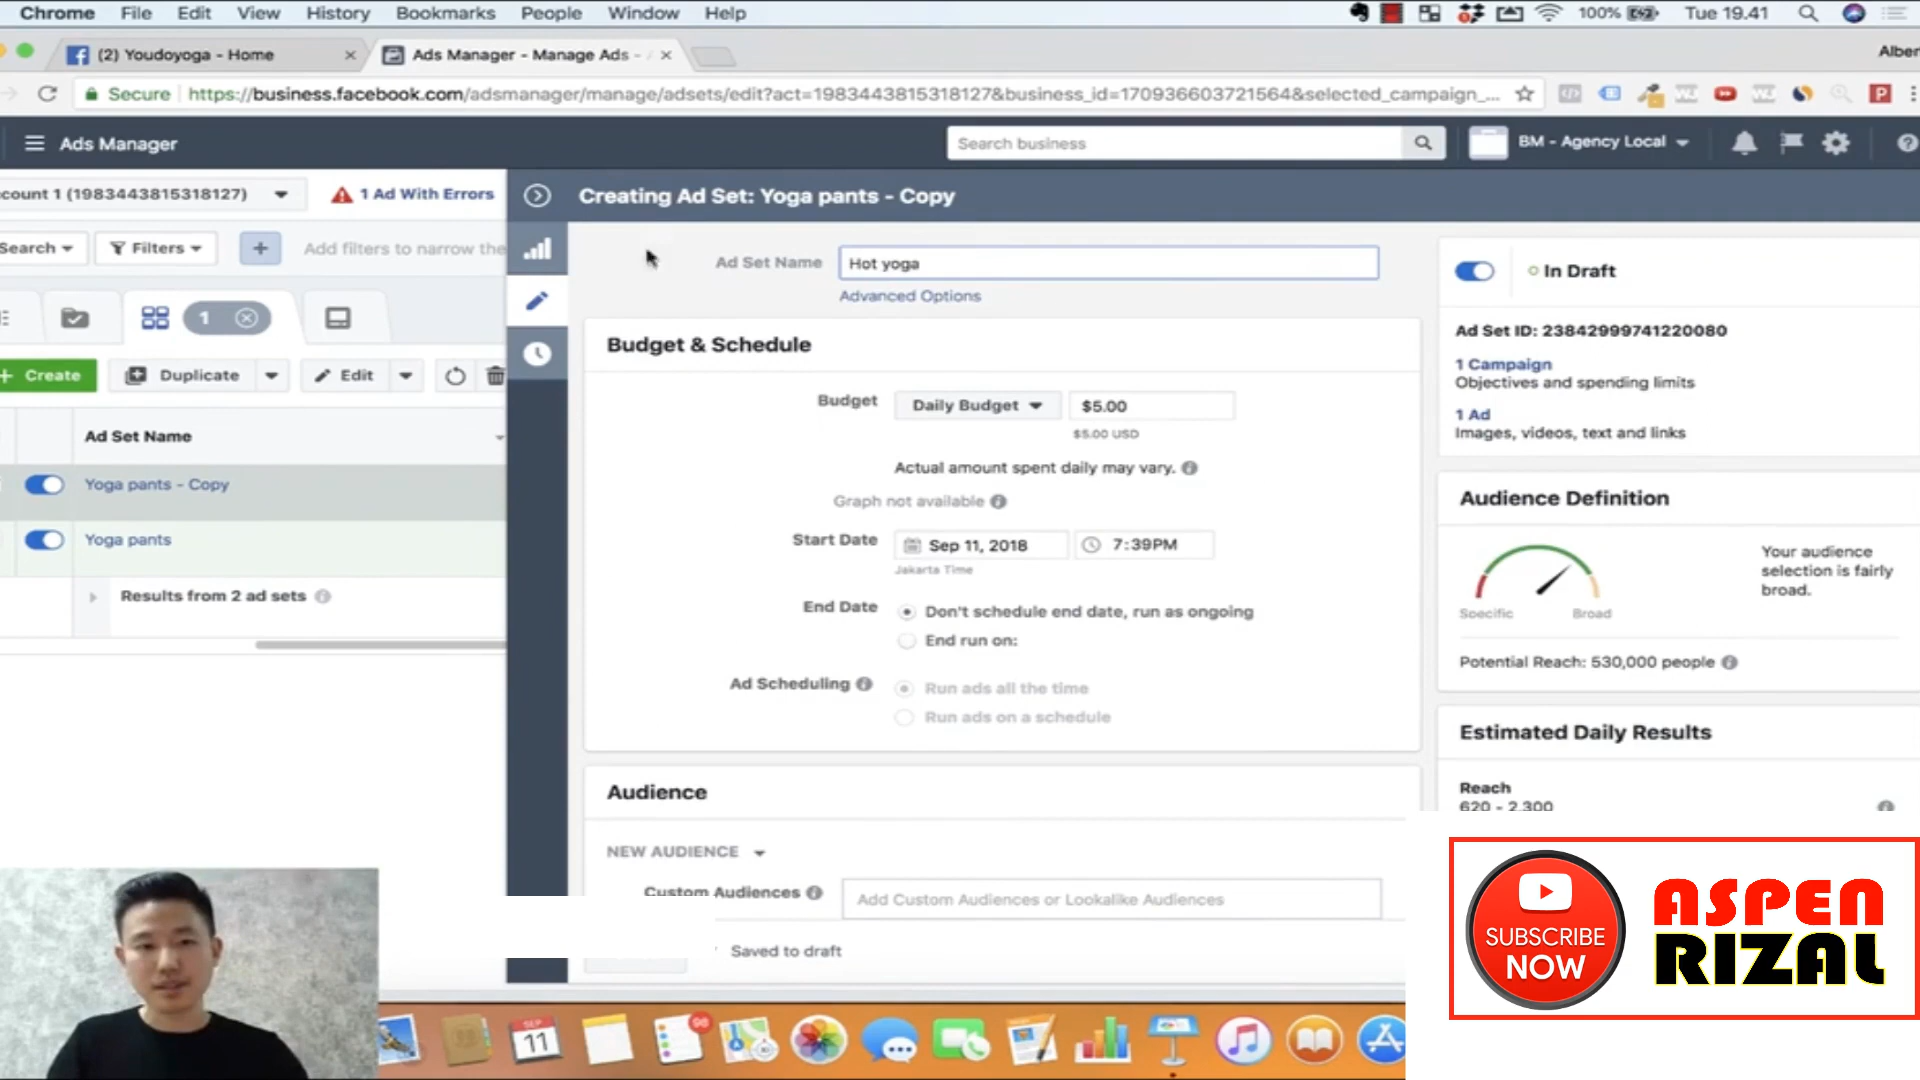 Chrome File Edit View History Bookmarks People Window Help 100% Tue 19.41
(2) Youdoyoga - Home
Ads Manager - Manage Ads -
Alber
Secure https://business.facebook.com/adsmanager/manage/adsets/edit?act=1983443815318127&business_id=170936603721564&selected_campaign_...
Ads Manager
Search business
BM - Agency Local
count 1 (1983443815318127)
1 Ad With Errors
Creating Ad Set: Yoga pants - Copy
Search
Filters
Add filters to narrow the
Ad Set Name
Hot yoga
Advanced Options
In Draft
Ad Set ID: 23842999741220080
1 Campaign
Objectives and spending limits
1 Ad
Images, videos, text and links
1
+ Create
Duplicate
Edit
Ad Set Name
Yoga pants - Copy
Yoga pants
Results from 2 ad sets
Budget & Schedule
Budget
Daily Budget
$5.00
$5.00 USD
Actual amount spent daily may vary.
Graph not available
Start Date
Sep 11, 2018
7:39PM
Jakarta Time
End Date
Don't schedule end date, run as ongoing
End run on:
Ad Scheduling
Run ads all the time
Run ads on a schedule
Audience Definition
Your audience
selection is fairly
broad.
Specific
Broad
Potential Reach: 530,000 people
Estimated Daily Results
Reach
620 - 2,300
Audience
NEW AUDIENCE
Custom Audiences
Add Custom Audiences or Lookalike Audiences
Saved to draft
SUBSCRIBE
NOW
ASPEN
RIZAL
SEP
11
98